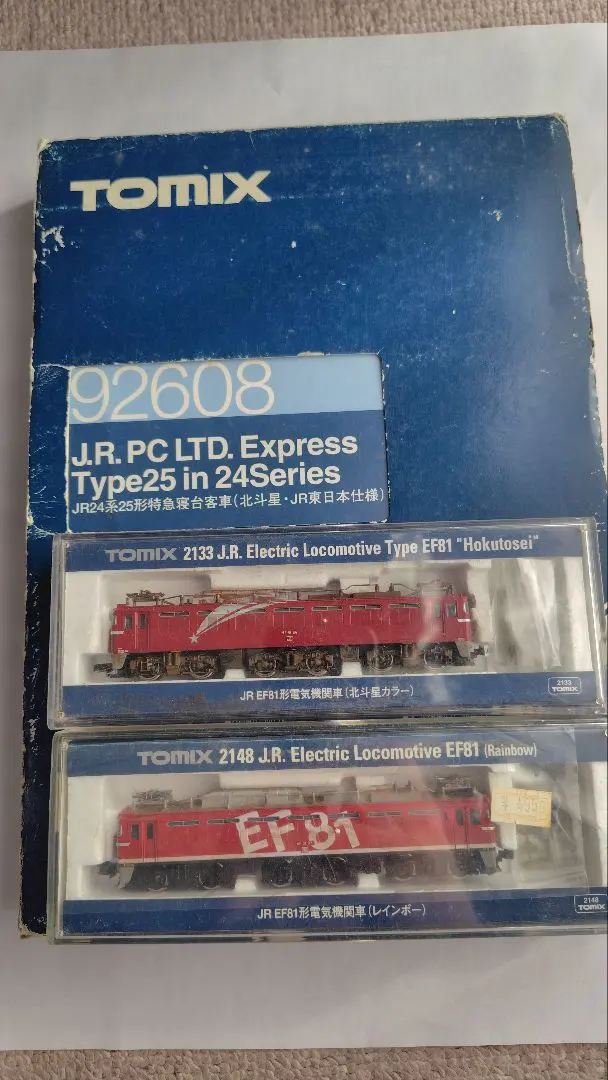 TOMIX
92608
J.R. PC LTD. Express
Type25 in 24Series
JR24系25形特急寝台客車(北斗星・JR東日本仕様)
TOMIX 2133 J.R. Electric Locomotive Type EF81 "Hokutosei"
JR EF81形電気機関車(北斗星カラー)
2133
TOMIX
TOMIX 2148 J.R. Electric Locomotive EF81 (Rainbow)
EF81
JR EF81形電気機関車(レインボー)
2148
TOMIX